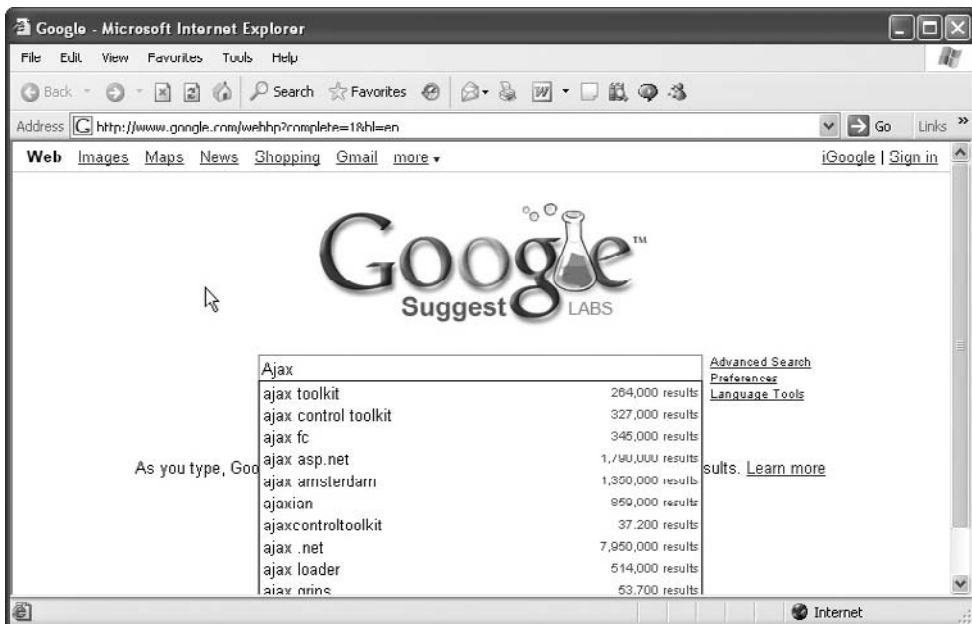 Google - Microsoft Internet Explorer
File Edit View Favorites Tools Help
Back Search Favorites
Address http://www.google.com/webhp?complete=1&hl=en Go Links »
Web Images Maps News Shopping Gmail more ▾ iGoogle | Sign in
Google™
Suggest LABS
Ajax
Advanced Search
Preferences
Language Tools
ajax toolkit 264,000 results
ajax control toolkit 327,000 results
ajax fc 345,000 results
ajax asp.net 1,790,000 results
As you type, Goo sults. Learn more
ajax amsterdam 1,350,000 results
ajaxian 959,000 results
ajaxcontroltoolkit 37.200 results
ajax .net 7,950,000 results
ajax loader 514,000 results
ajax grips 53.700 results
Internet